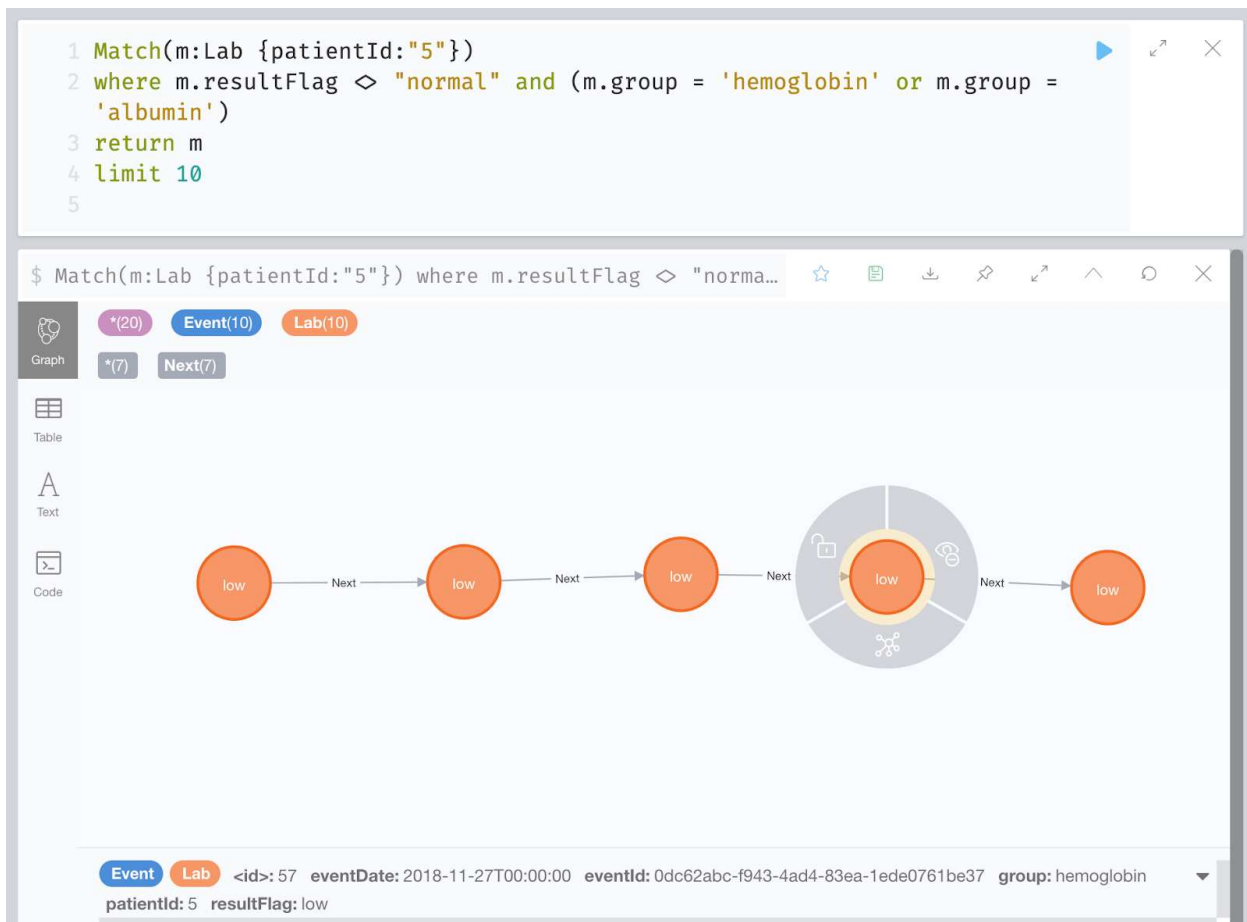 1 Match(m:Lab {patientId:"5"})
2 where m.resultFlag <> "normal" and (m.group = 'hemoglobin' or m.group =
'albumin')
3 return m
4 limit 10
5
$ Match(m:Lab {patientId:"5"}) where m.resultFlag <> "norma…
*(20) Event(10) Lab(10)
Graph
*(7) Next(7)
Table
A
Text
Code
low Next low Next low Next low Next low
Event Lab <id>: 57 eventDate: 2018-11-27T00:00:00 eventId: 0dc62abc-f943-4ad4-83ea-1ede0761be37 group: hemoglobin
patientId: 5 resultFlag: low